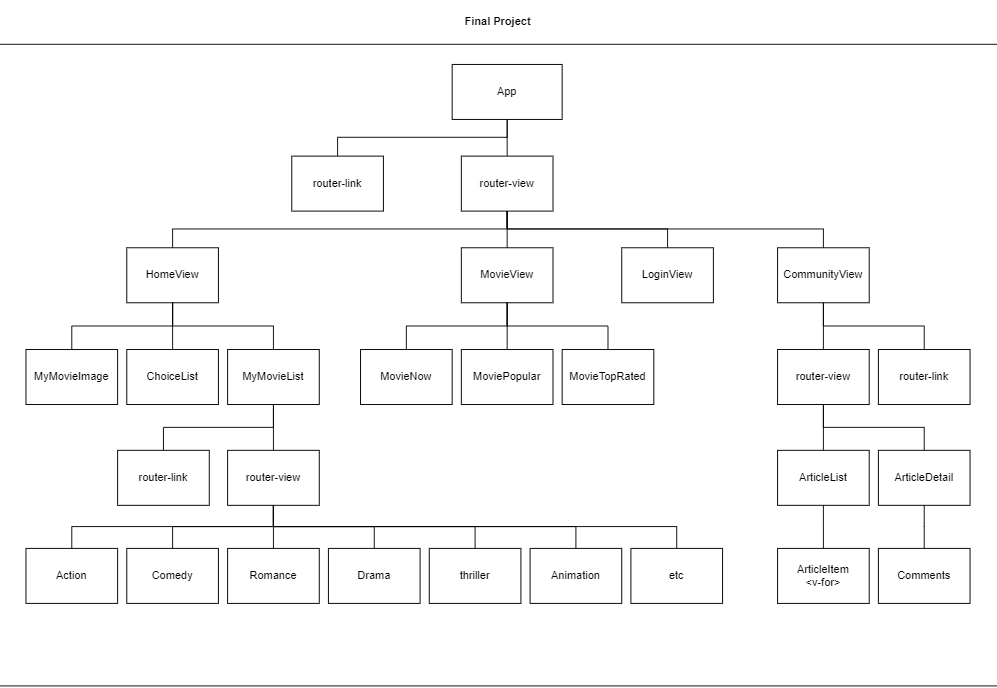 Final Project
App
router-link
router-view
HomeView
MovieView
LoginView
CommunityView
MyMovieImage
ChoiceList
MyMovieList
MovieNow
MoviePopular
MovieTopRated
router-view
router-link
router-link
router-view
ArticleList
ArticleDetail
Action
Comedy
Romance
Drama
thriller
Animation
etc
ArticleItem
<v-for>
Comments